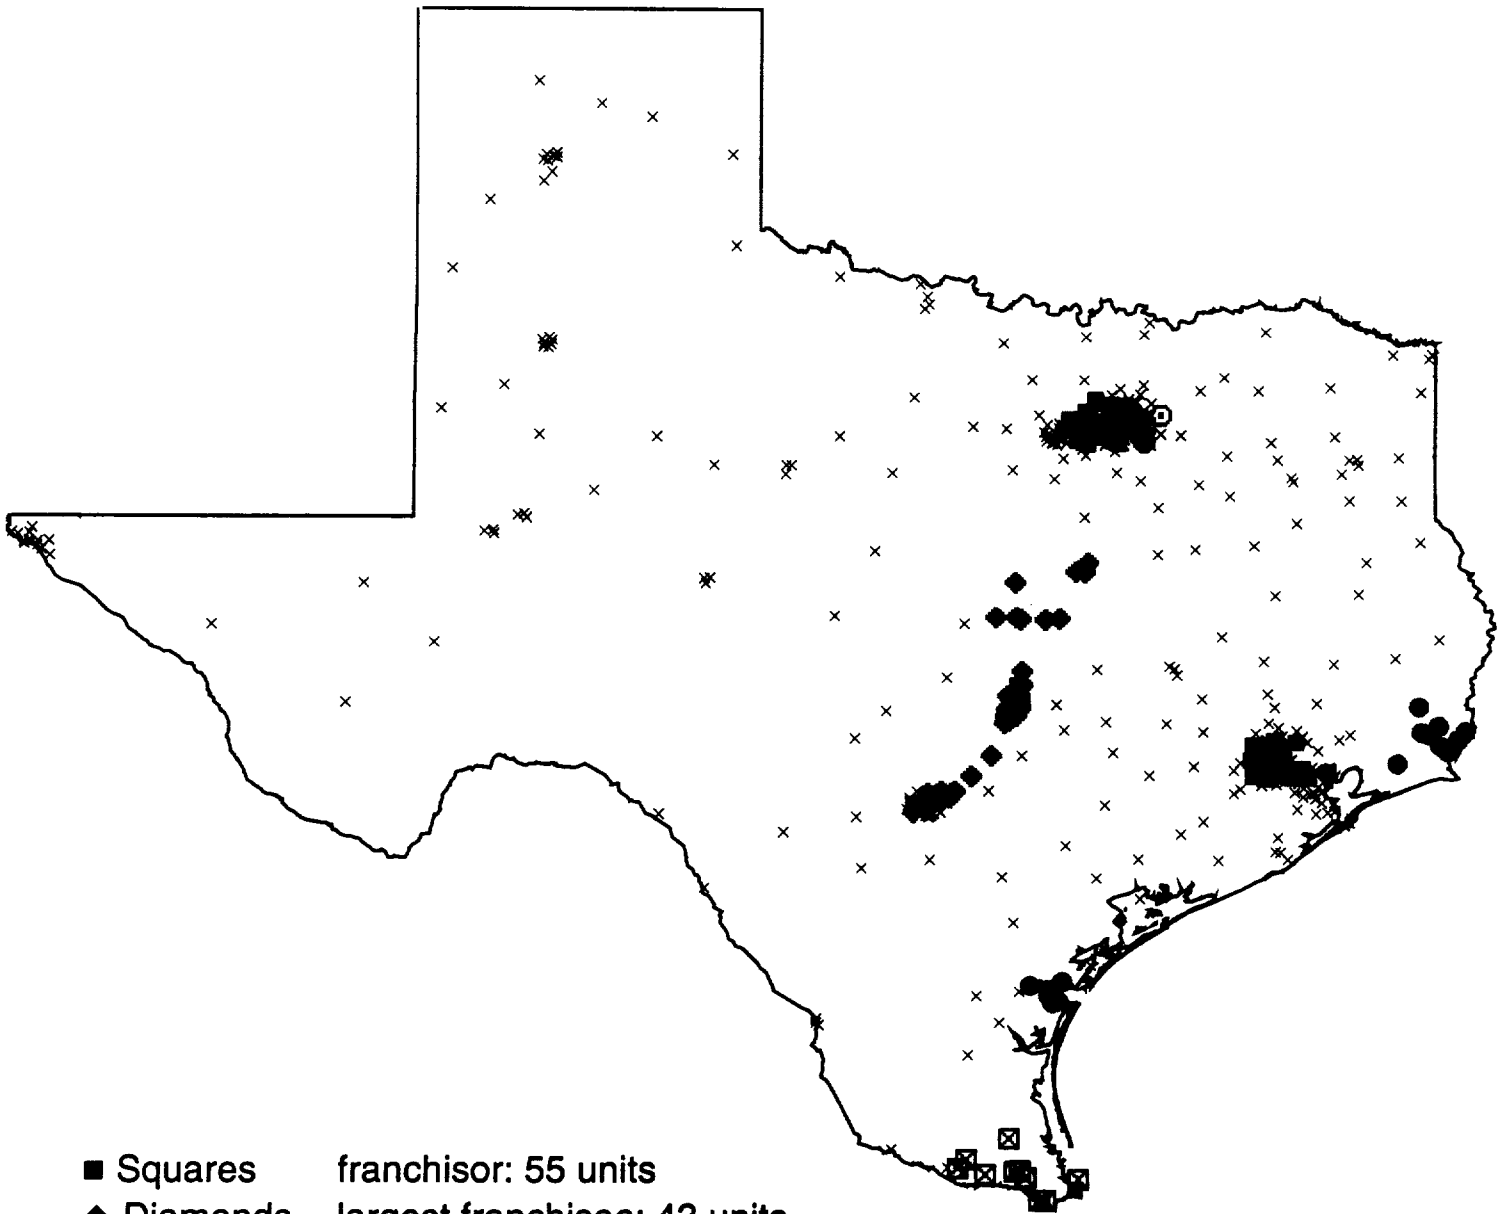 ■ Squares franchisor: 55 units
◆ Diamonds largest franchisee: 42 units